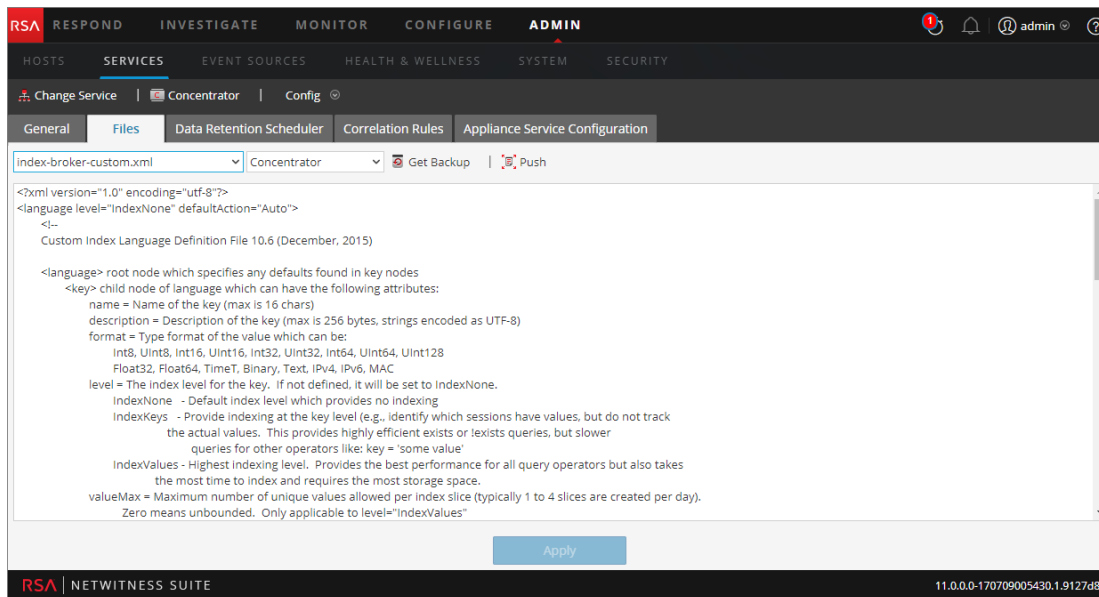 RSA RESPOND INVESTIGATE MONITOR CONFIGURE ADMIN 1 admin ?
HOSTS SERVICES EVENT SOURCES HEALTH & WELLNESS SYSTEM SECURITY
Change Service | C Concentrator | Config
General Files Data Retention Scheduler Correlation Rules Appliance Service Configuration
index-broker-custom.xml Concentrator Get Backup | Push
<?xml version="1.0" encoding="utf-8"?>
<language level="IndexNone" defaultAction="Auto">
<!--
Custom Index Language Definition File 10.6 (December, 2015)
<language> root node which specifies any defaults found in key nodes
<key> child node of language which can have the following attributes:
name = Name of the key (max is 16 chars)
description = Description of the key (max is 256 bytes, strings encoded as UTF-8)
format = Type format of the value which can be:
Int8, UInt8, Int16, UInt16, Int32, UInt32, Int64, UInt64, UInt128
Float32, Float64, TimeT, Binary, Text, IPv4, IPv6, MAC
level = The index level for the key. If not defined, it will be set to IndexNone.
IndexNone - Default index level which provides no indexing
IndexKeys - Provide indexing at the key level (e.g., identify which sessions have values, but do not track
the actual values. This provides highly efficient exists or !exists queries, but slower
queries for other operators like: key = 'some value'
IndexValues - Highest indexing level. Provides the best performance for all query operators but also takes
the most time to index and requires the most storage space.
valueMax = Maximum number of unique values allowed per index slice (typically 1 to 4 slices are created per day).
Zero means unbounded. Only applicable to level="IndexValues"
Apply
RSA | NETWITNESS SUITE 11.0.0.0-170709005430.1.9127d8